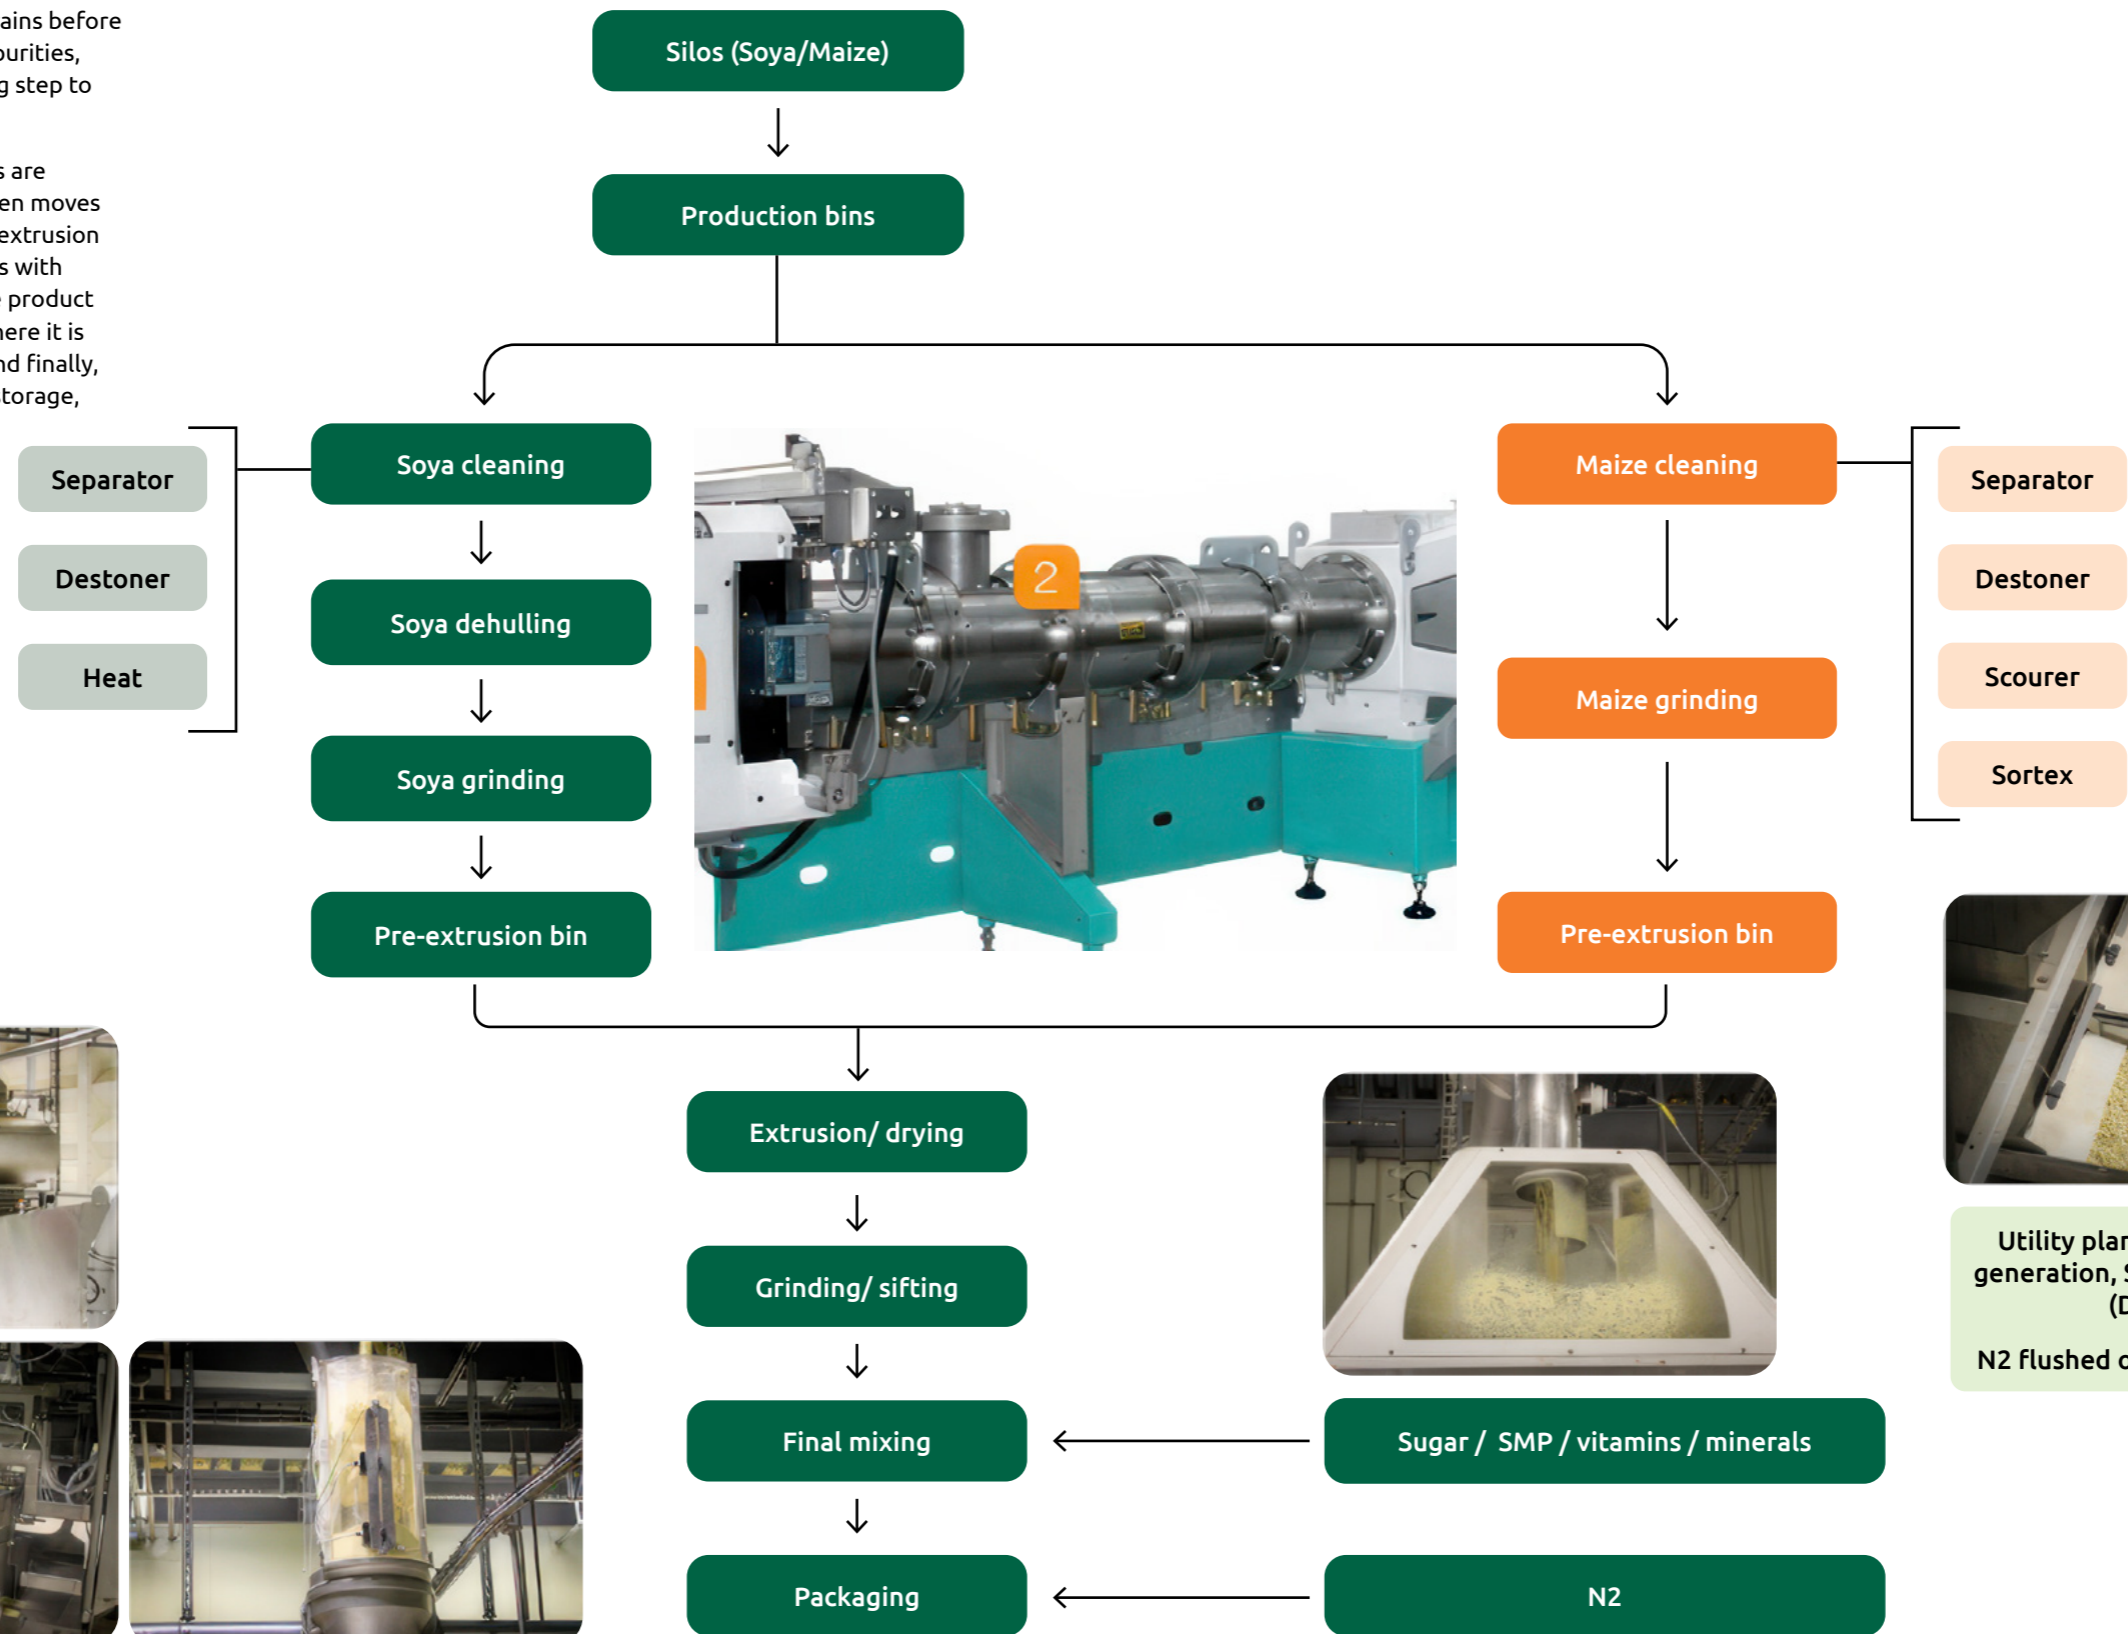 ains before
purities,
g step to
s are
en moves
extrusion
s with
product
here it is
nd finally,
storage,
Silos (Soya/Maize)
Production bins
Separator
Destoner
Heat
Soya cleaning
Soya dehulling
Soya grinding
Pre-extrusion bin
2
Maize cleaning
Maize grinding
Pre-extrusion bin
Separator
Destoner
Scourer
Sortex
Extrusion/ drying
Grinding/ sifting
Final mixing
Packaging
Sugar / SMP / vitamins / minerals
N2
Utility plan
generation, S
(D
N2 flushed o